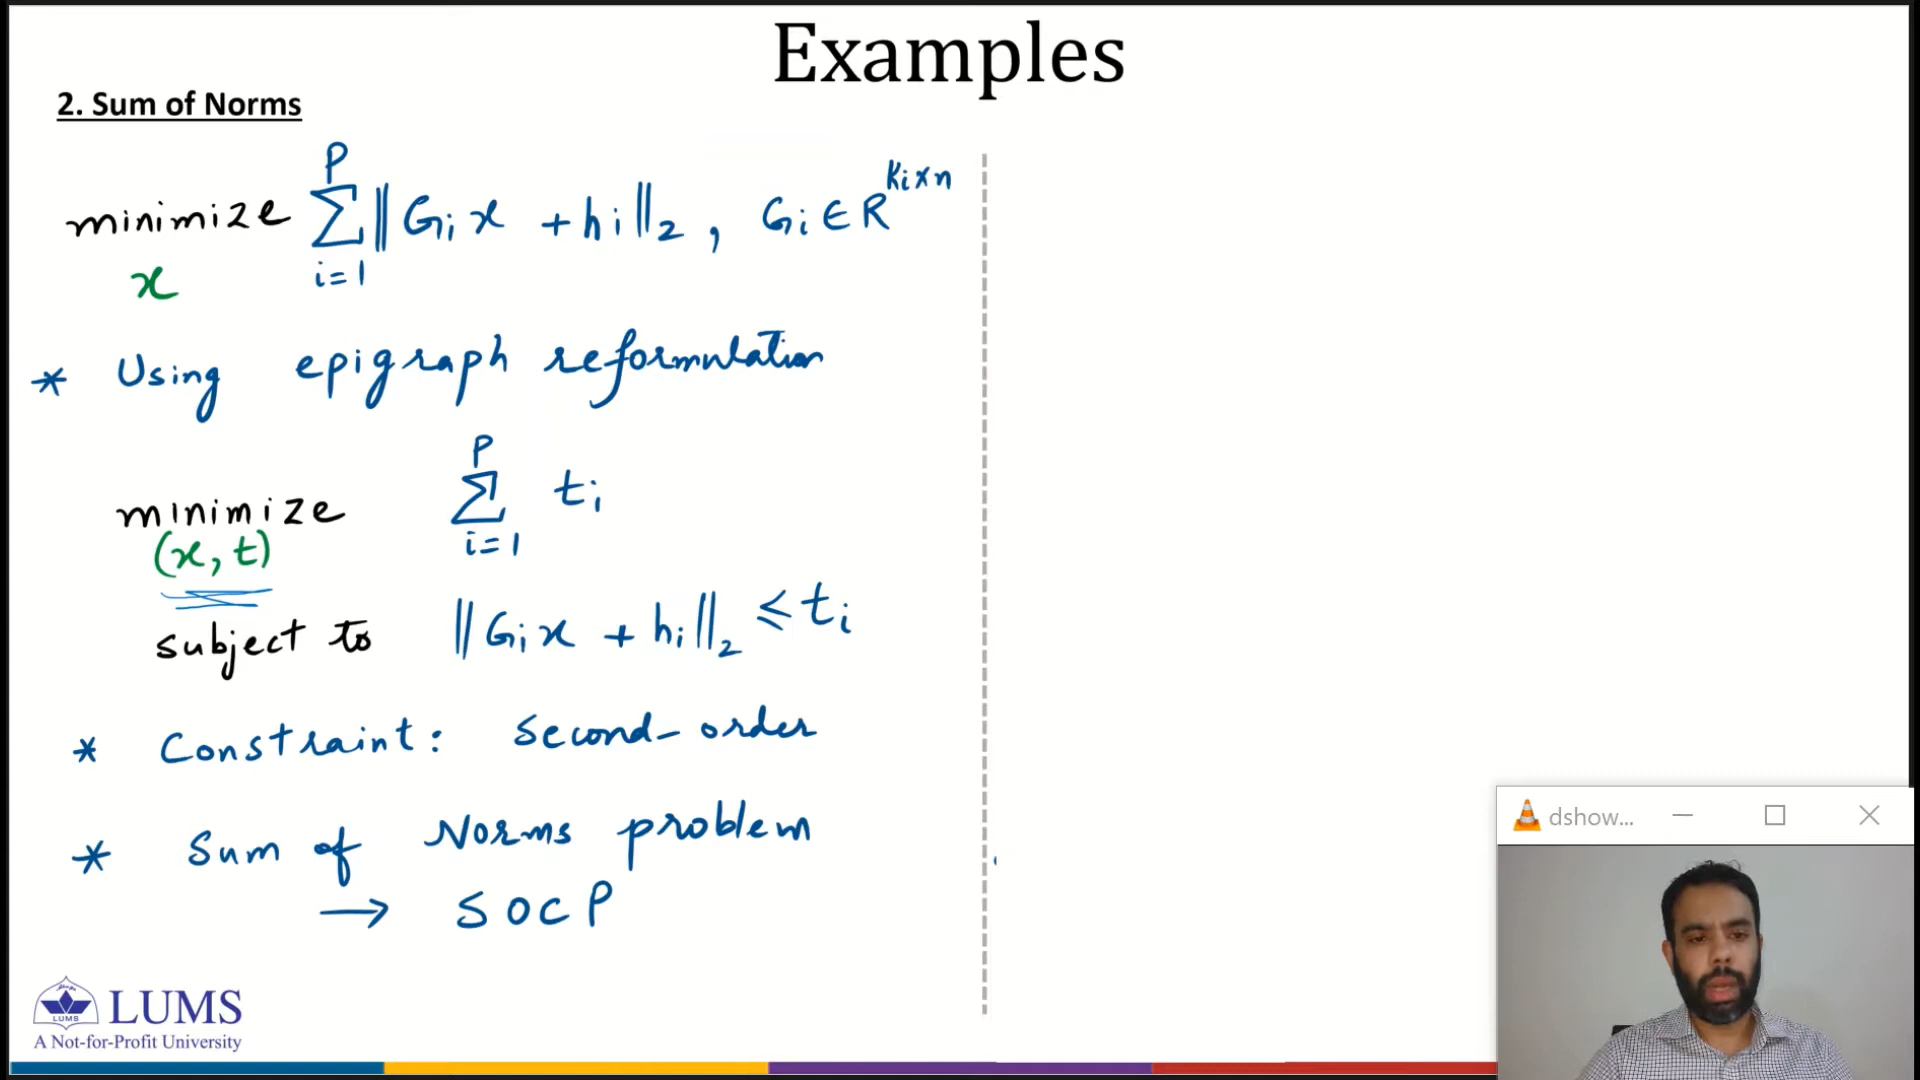 Examples
2. Sum of Norms
minimize x ∑_{i=1}^{P} ‖G_i x + h_i‖_2 , G_i ∈ R^{k_i×n}
* Using epigraph reformulation
minimize (x, t) ∑_{i=1}^{P} t_i
subject to ‖G_i x + h_i‖_2 ≤ t_i
* Constraint: second-order
* Sum of Norms problem
→ SOCP
dshow...
LUMS
LUMS
A Not-for-Profit University